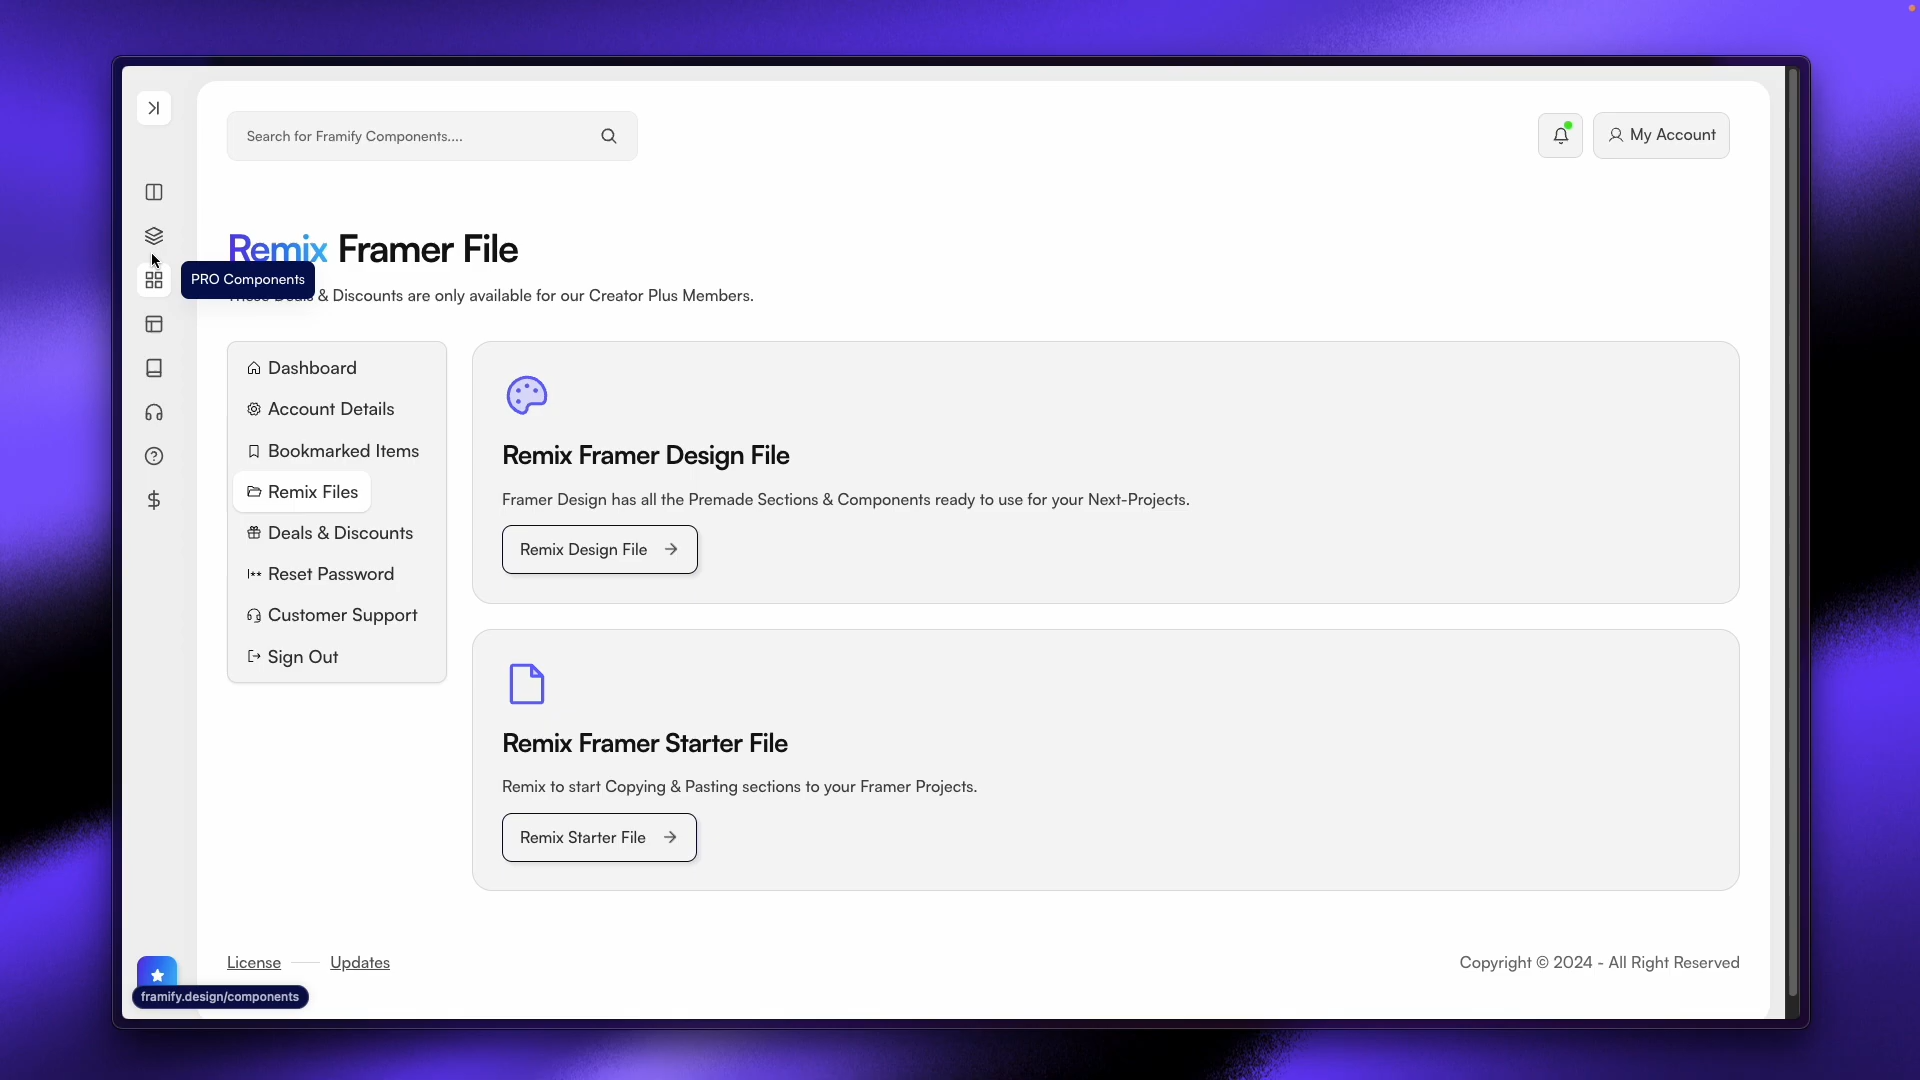 Search for Framify Components....
My Account
Remix Framer File
PRO Components
& Discounts are only available for our Creator Plus Members.
Dashboard
Account Details
Bookmarked Items
Remix Files
Deals & Discounts
Reset Password
Customer Support
Sign Out
Remix Framer Design File
Framer Design has all the Premade Sections & Components ready to use for your Next-Projects.
Remix Design File
Remix Framer Starter File
Remix to start Copying & Pasting sections to your Framer Projects.
Remix Starter File
License
Updates
Copyright © 2024 - All Right Reserved
framify.design/components